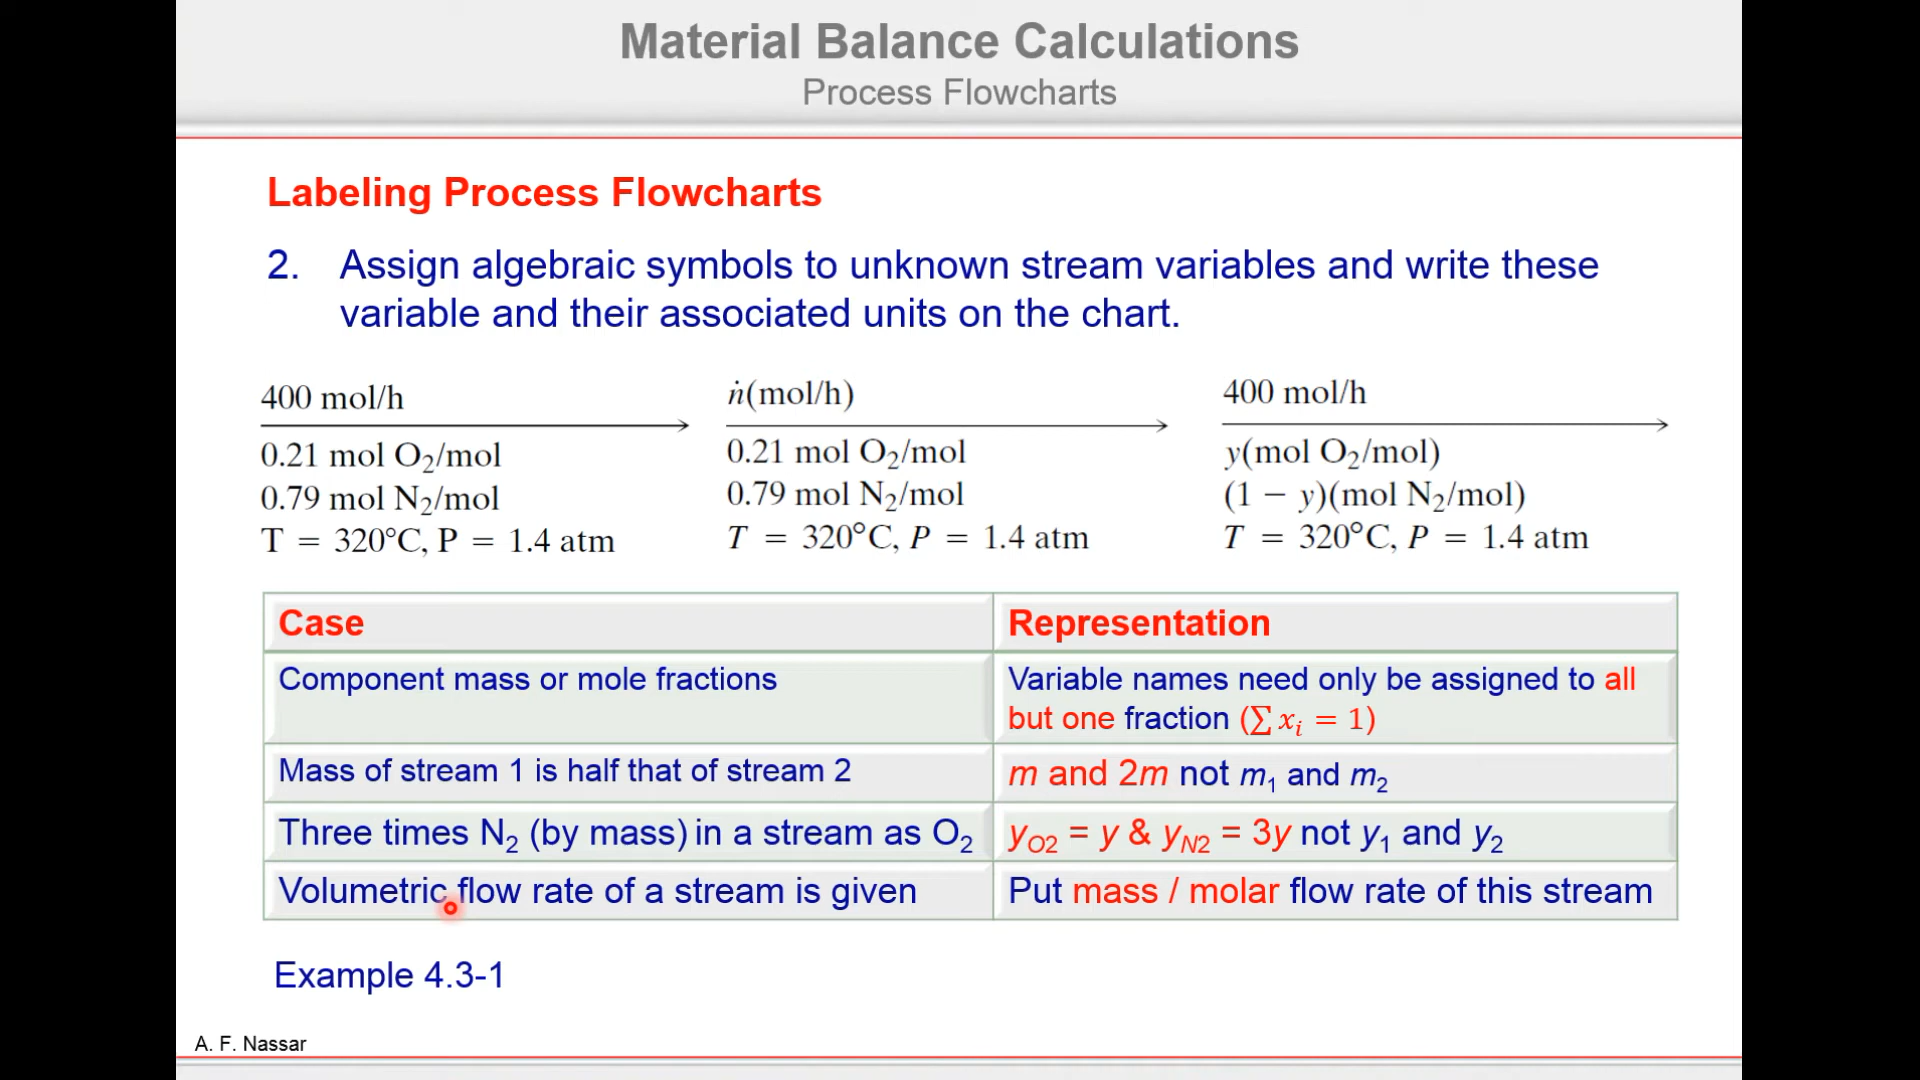 Material Balance Calculations
Process Flowcharts
Labeling Process Flowcharts
2. Assign algebraic symbols to unknown stream variables and write these
variable and their associated units on the chart.
400 mol/h
0.21 mol O₂/mol
0.79 mol N₂/mol
T = 320°C, P = 1.4 atm
ṅ(mol/h)
0.21 mol O₂/mol
0.79 mol N₂/mol
T = 320°C, P = 1.4 atm
400 mol/h
y(mol O₂/mol)
(1 − y)(mol N₂/mol)
T = 320°C, P = 1.4 atm
Case
Representation
Component mass or mole fractions
Variable names need only be assigned to all
but one fraction (∑ xᵢ = 1)
Mass of stream 1 is half that of stream 2
m and 2m not m₁ and m₂
Three times N₂ (by mass) in a stream as O₂
y_O2 = y & y_N2 = 3y not y₁ and y₂
Volumetric flow rate of a stream is given
Put mass / molar flow rate of this stream
Example 4.3-1
A. F. Nassar